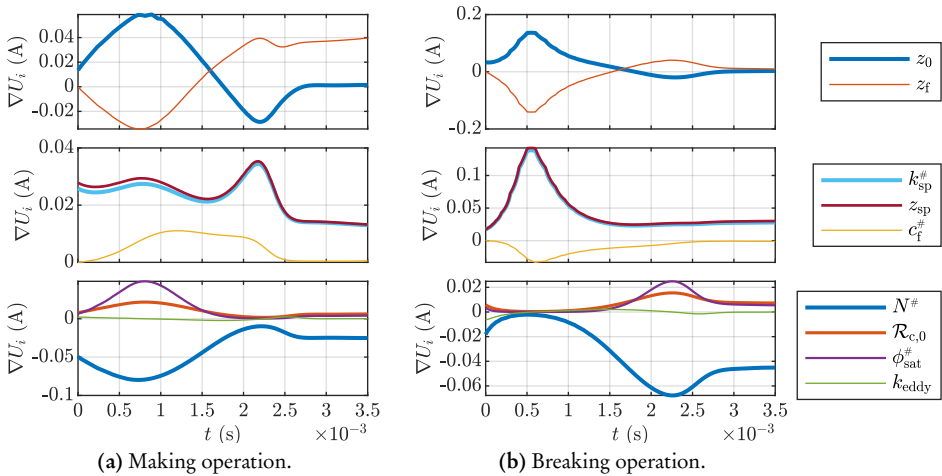 ∇U_i (A)
0.04
0.02
0
-0.02
∇U_i (A)
0.2
0
-0.2
z_0
z_f
∇U_i (A)
0.04
0.02
0
∇U_i (A)
0.10
0.05
0
k_sp^#
z_sp
c_f^#
∇U_i (A)
0
-0.05
-0.1
0 0.5 1 1.5 2 2.5 3 3.5
t (s) ×10^-3
∇U_i (A)
0.02
0
-0.02
-0.04
-0.06
0 0.5 1 1.5 2 2.5 3 3.5
t (s) ×10^-3
N^#
ℛ_c,0
ϕ_sat^#
k_eddy
(a) Making operation.
(b) Breaking operation.